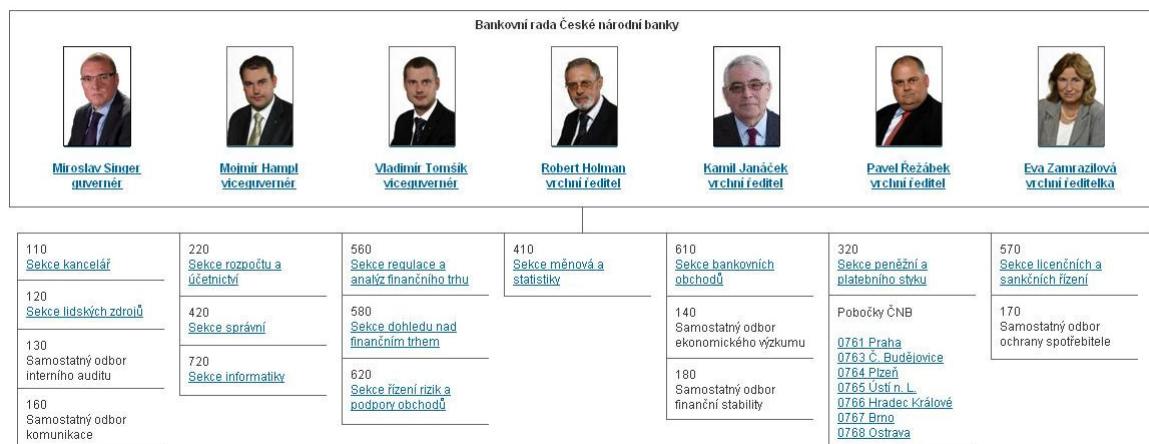 Bankovní rada České národní banky
Miroslav Singer
guvernér
Mojmír Hampl
viceguvernér
Vladimír Tomšík
viceguvernér
Robert Holman
vrchní ředitel
Kamil Janáček
vrchní ředitel
Pavel Řežábek
vrchní ředitel
Eva Zamrazilová
vrchní ředitelka
110
Sekce kancelář
120
Sekce lidských zdrojů
130
Samostatný odbor
interního auditu
160
Samostatný odbor
komunikace
220
Sekce rozpočtu a
účetnictví
420
Sekce správní
720
Sekce informatiky
560
Sekce regulace a
analýz finančního trhu
580
Sekce dohledu nad
finančním trhem
620
Sekce řízení rizik a
podpory obchodů
410
Sekce měnová a
statistiky
610
Sekce bankovních
obchodů
140
Samostatný odbor
ekonomického výzkumu
180
Samostatný odbor
finanční stability
320
Sekce peněžní a
platebního styku
Pobočky ČNB
0761 Praha
0763 Č. Budějovice
0764 Plzeň
0765 Ústí n. L.
0766 Hradec Králové
0767 Brno
0768 Ostrava
570
Sekce licenčních a
sankčních řízení
170
Samostatný odbor
ochrany spotřebitele